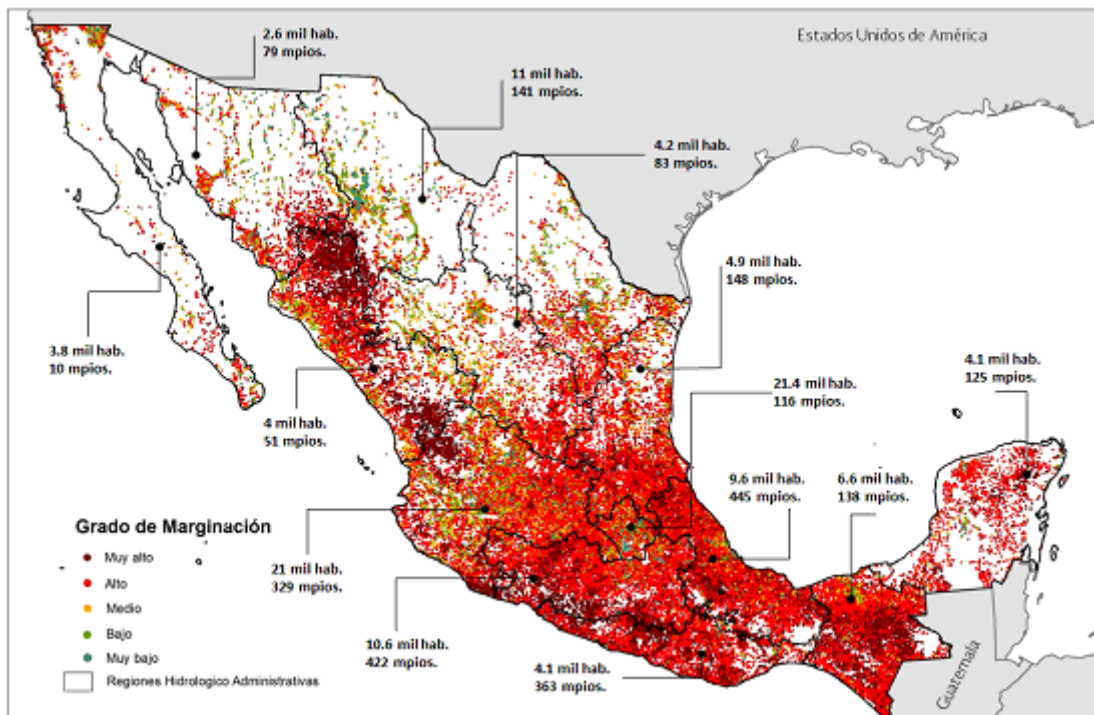 Estados Unidos de América
2.6 mil hab.
79 mpios.
11 mil hab.
141 mpios.
4.2 mil hab.
83 mpios.
4.9 mil hab.
148 mpios.
3.8 mil hab.
10 mpios.
4 mil hab.
51 mpios.
21.4 mil hab.
116 mpios.
4.1 mil hab.
125 mpios.
9.6 mil hab.
445 mpios.
6.6 mil hab.
138 mpios.
Grado de Marginación
Muy alto
Alto
Medio
Bajo
Muy bajo
Regiones Hidrologico Administrativas
21 mil hab.
329 mpios.
10.6 mil hab.
422 mpios.
4.1 mil hab.
363 mpios.
Guatemala